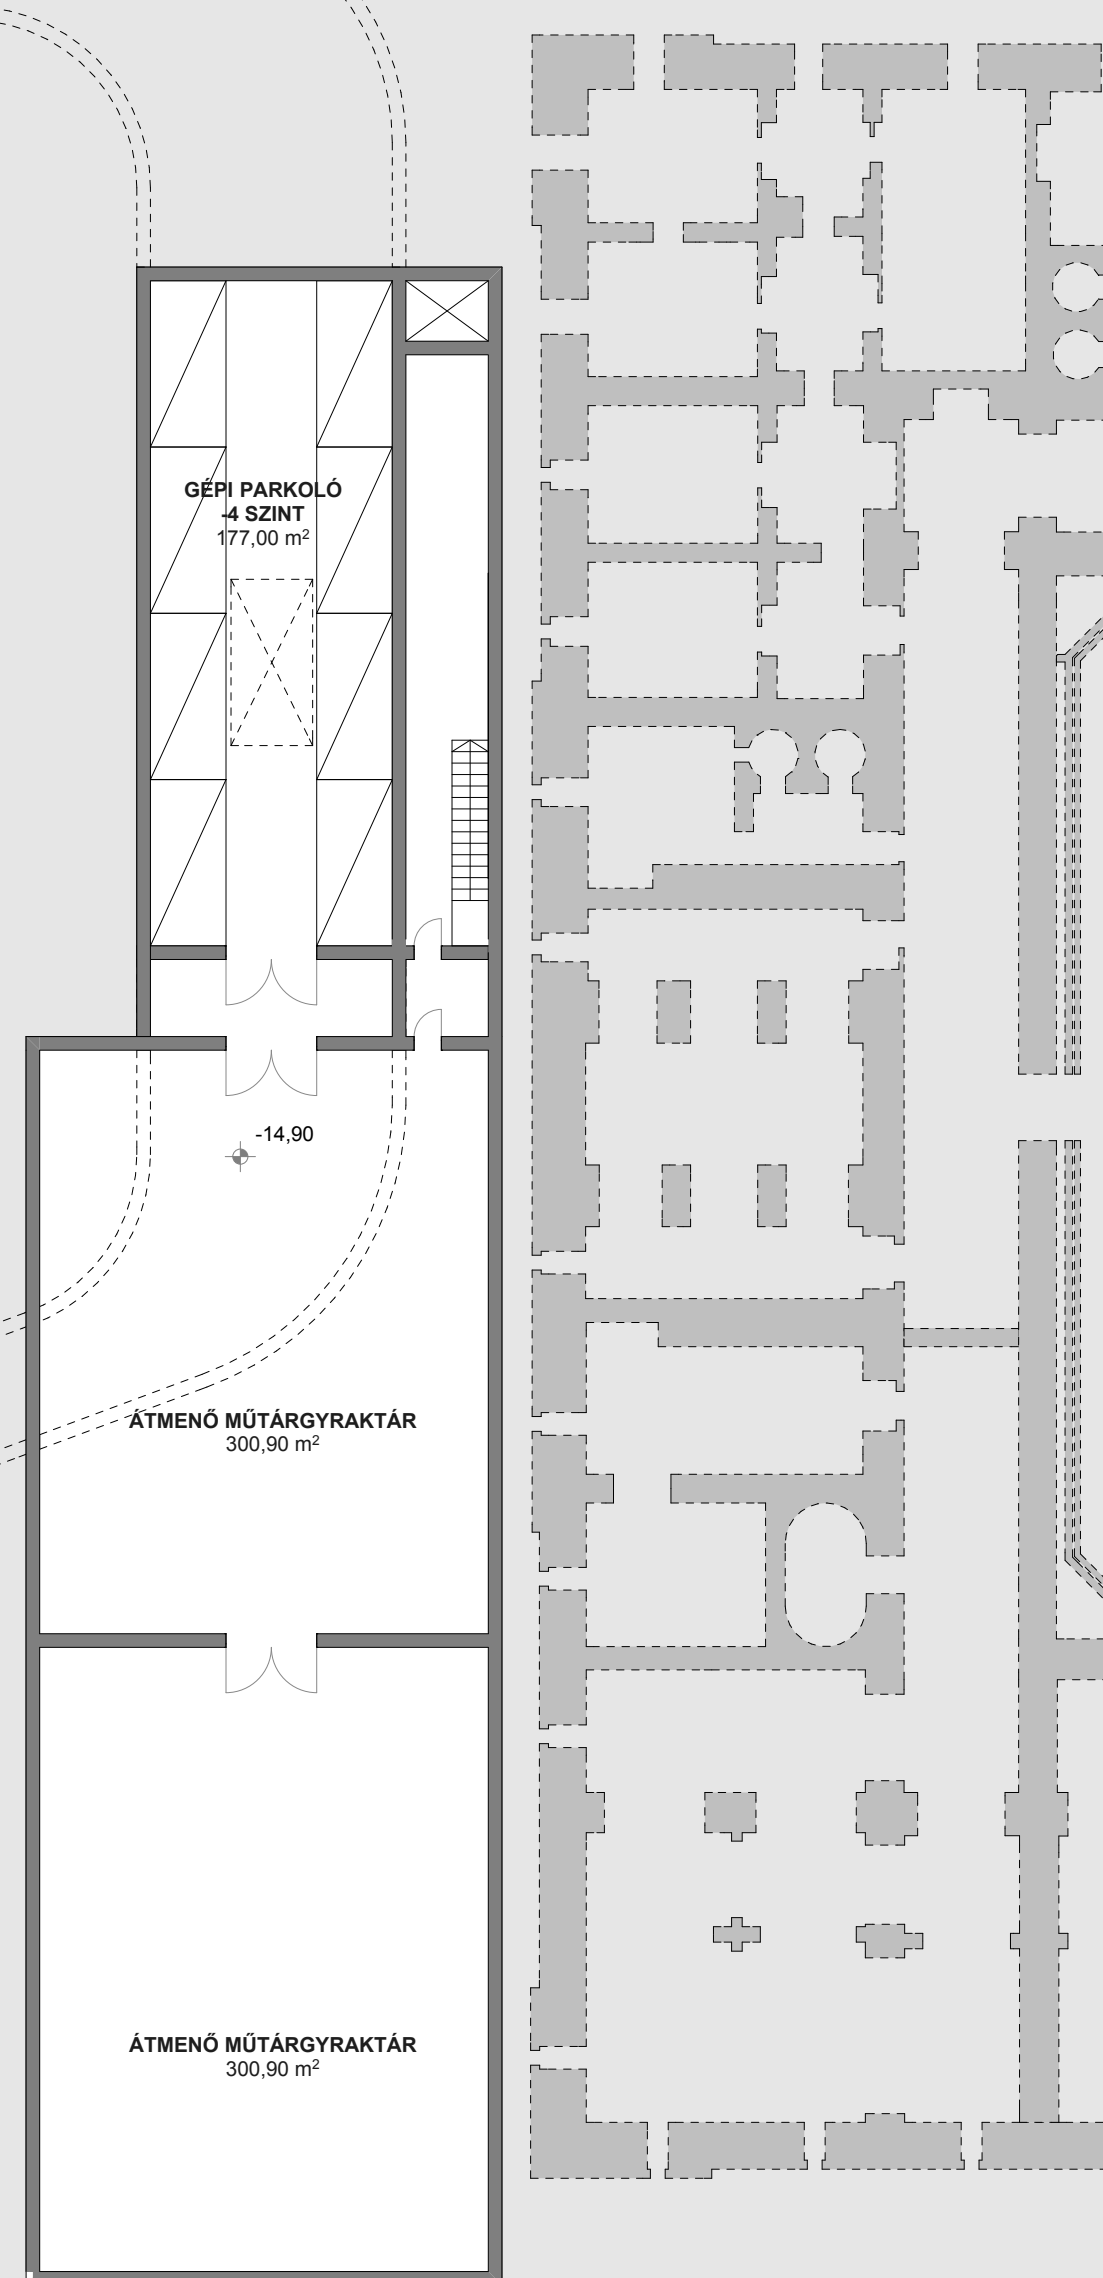 GÉPI PARKOLÓ
-4 SZINT
177,00 m²
-14,90
ÁTMENŐ MŰTÁRGYRAKTÁR
300,90 m²
ÁTMENŐ MŰTÁRGYRAKTÁR
300,90 m²